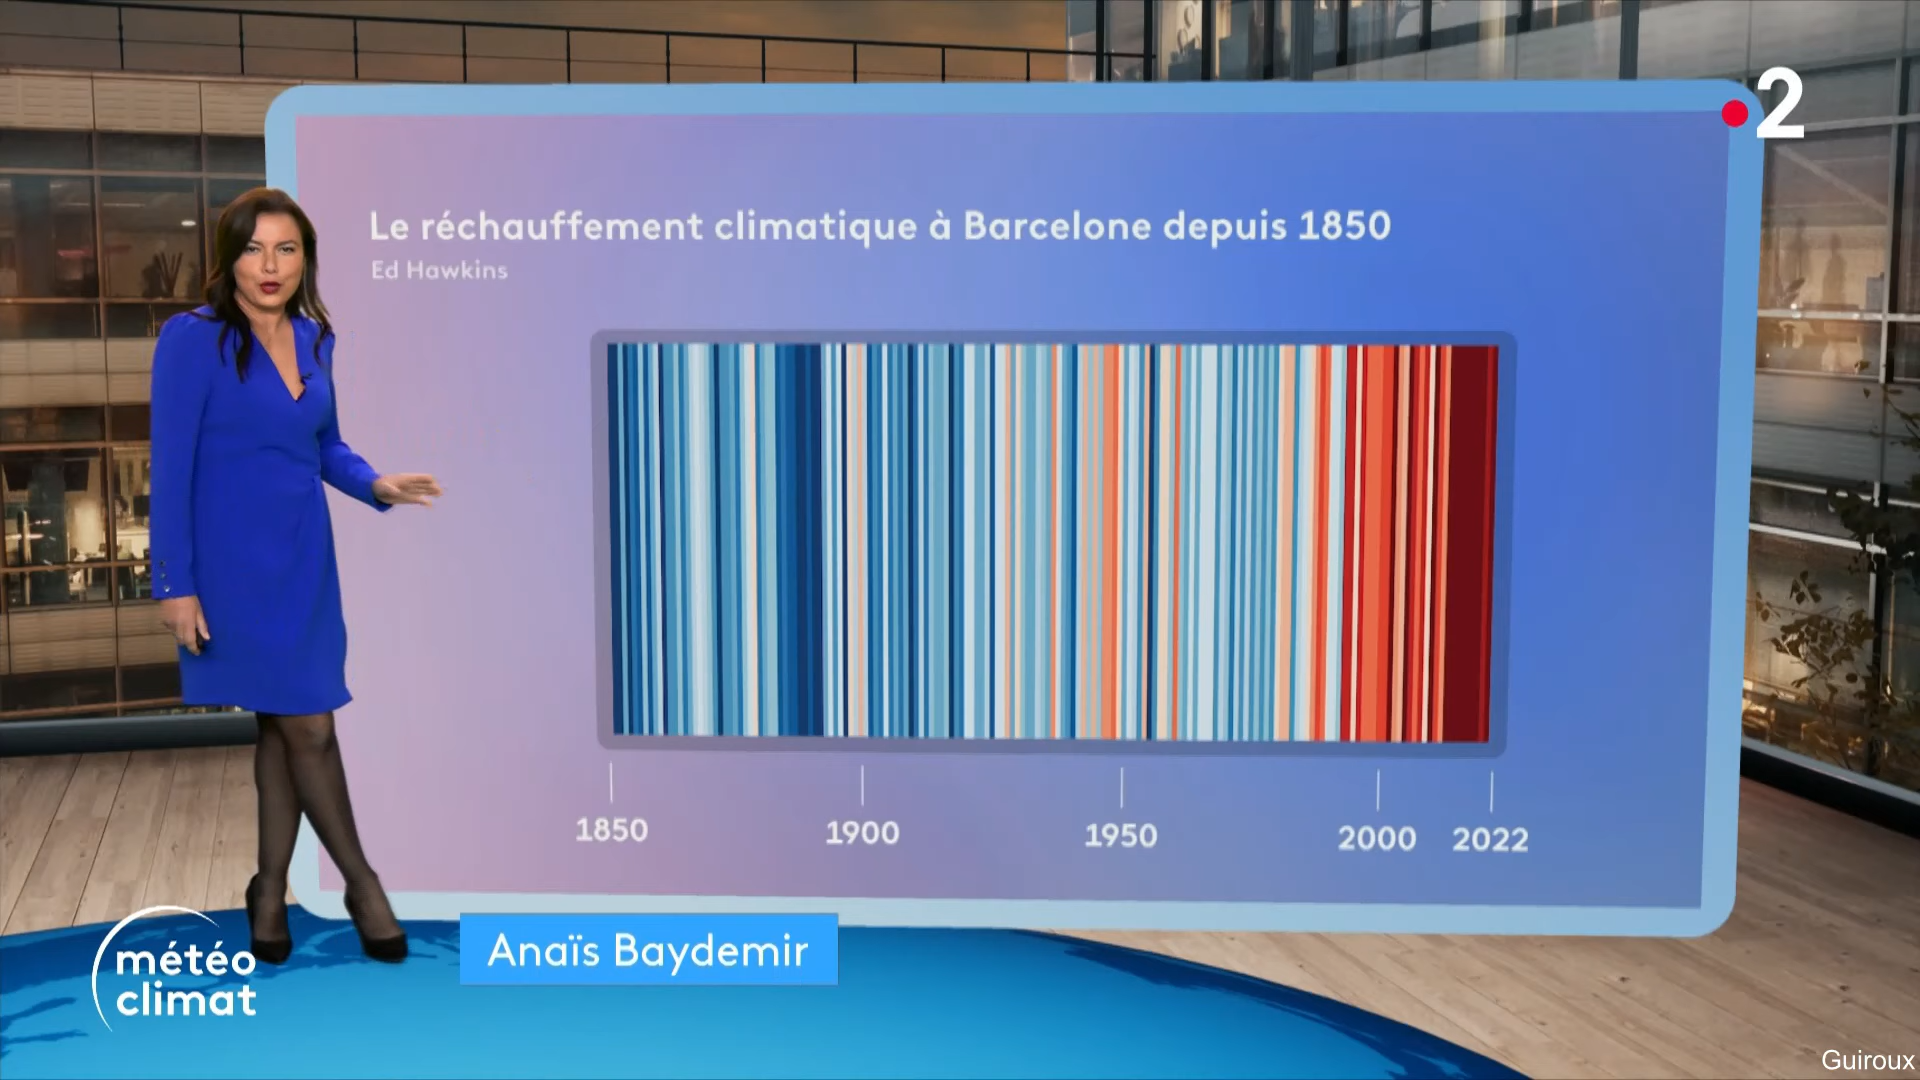 2
Le réchauffement climatique à Barcelone depuis 1850
Ed Hawkins
1850
1900
1950
2000
2022
Anaïs Baydemir
météo
climat
Guiroux